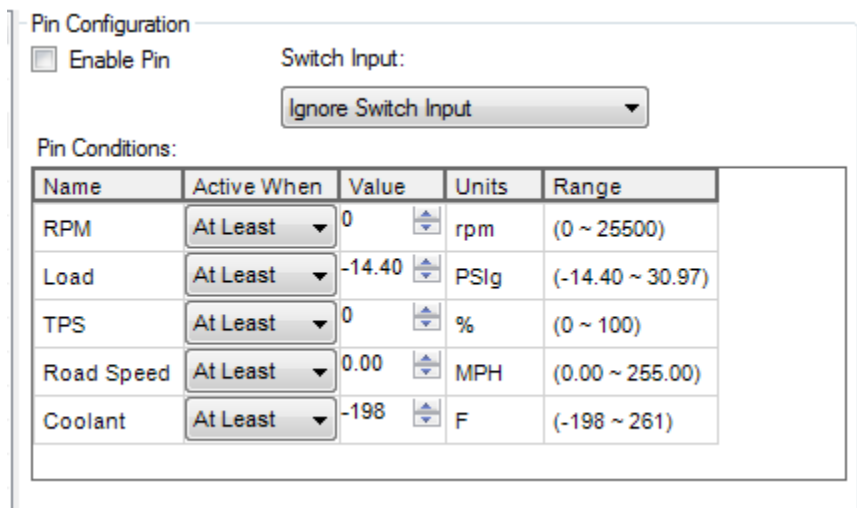 Pin Configuration
Enable Pin Switch Input:
Ignore Switch Input
Pin Conditions:
Name Active When Value Units Range
RPM At Least 0 rpm (0 ~ 25500)
Load At Least -14.40 PSIg (-14.40 ~ 30.97)
TPS At Least 0 % (0 ~ 100)
Road Speed At Least 0.00 MPH (0.00 ~ 255.00)
Coolant At Least -198 F (-198 ~ 261)